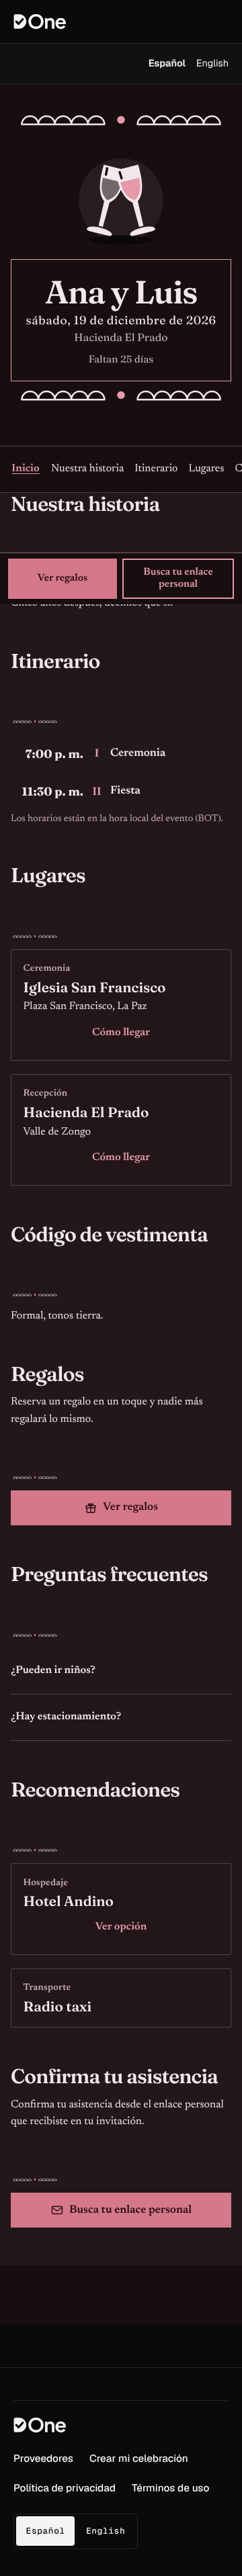 One
Español English
Ana y Luis
sábado, 19 de diciembre de 2026
Hacienda El Prado
Faltan 25 días
Inicio Nuestra historia Itinerario Lugares C
Nuestra historia
Ver regalos
Busca tu enlace
personal
Itinerario
7:00 p. m. I Ceremonia
11:30 p. m. II Fiesta
Los horarios están en la hora local del evento (BOT).
Lugares
Ceremonia
Iglesia San Francisco
Plaza San Francisco, La Paz
Cómo llegar
Recepción
Hacienda El Prado
Valle de Zongo
Cómo llegar
Código de vestimenta
Formal, tonos tierra.
Regalos
Reserva un regalo en un toque y nadie más
regalará lo mismo.
Ver regalos
Preguntas frecuentes
¿Pueden ir niños?
¿Hay estacionamiento?
Recomendaciones
Hospedaje
Hotel Andino
Ver opción
Transporte
Radio taxi
Confirma tu asistencia
Confirma tu asistencia desde el enlace personal
que recibiste en tu invitación.
Busca tu enlace personal
One
Proveedores Crear mi celebración
Política de privacidad Términos de uso
Español English